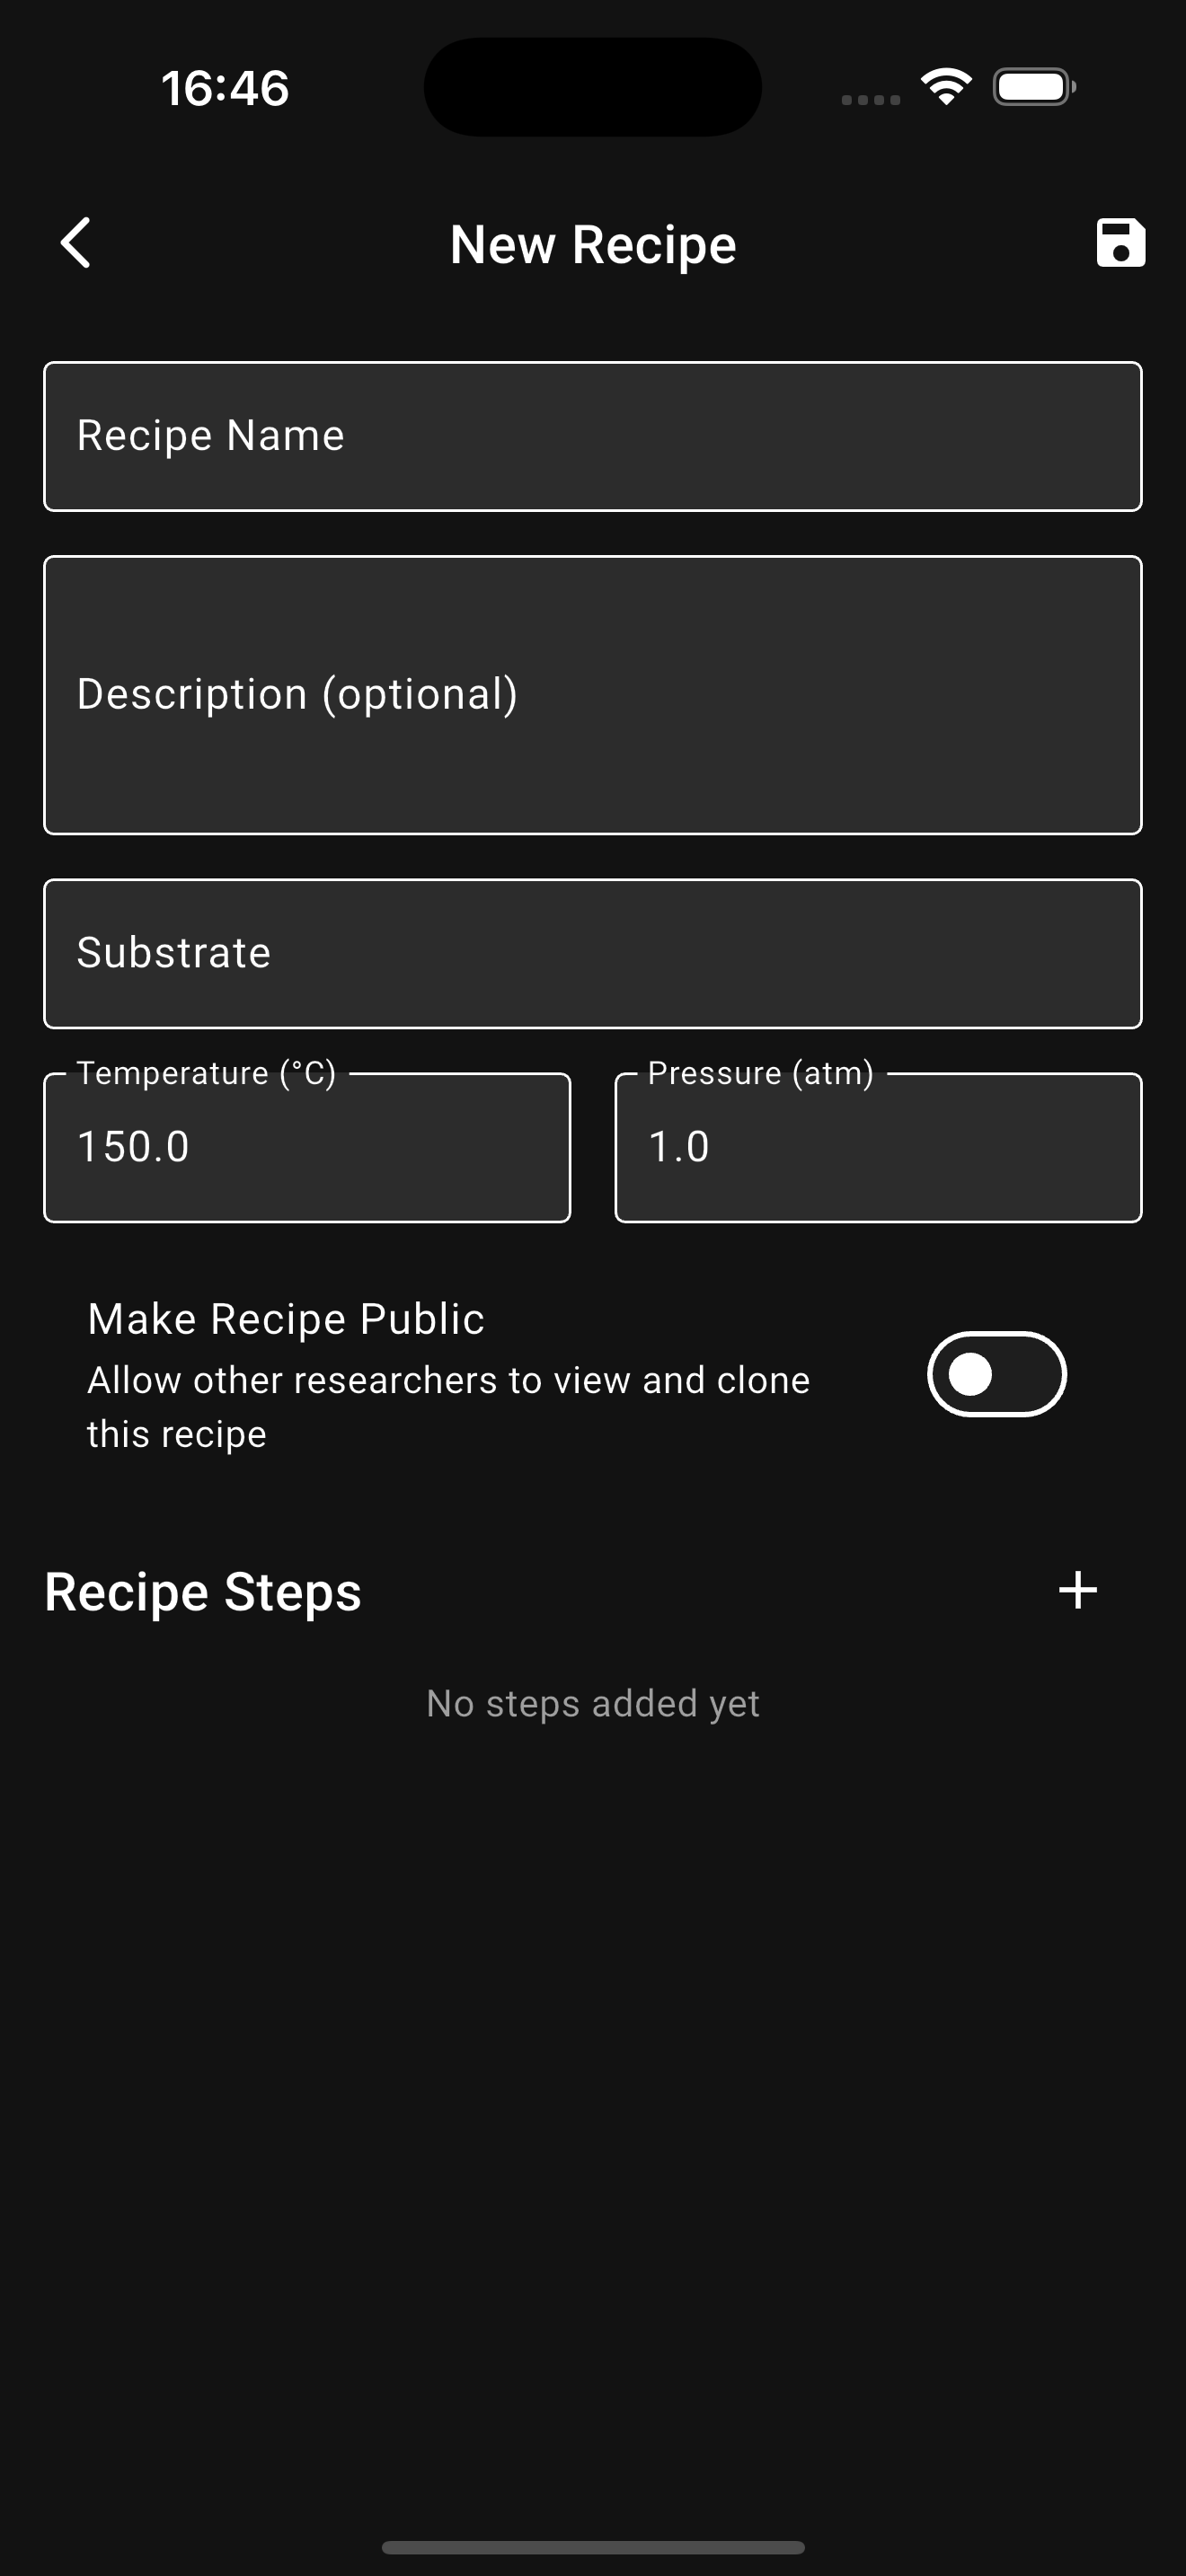 16:46
New Recipe
Recipe Name
Description (optional)
Substrate
Temperature (°C)
Pressure (atm)
150.0
1.0
Make Recipe Public
Allow other researchers to view and clone
this recipe
Recipe Steps
No steps added yet